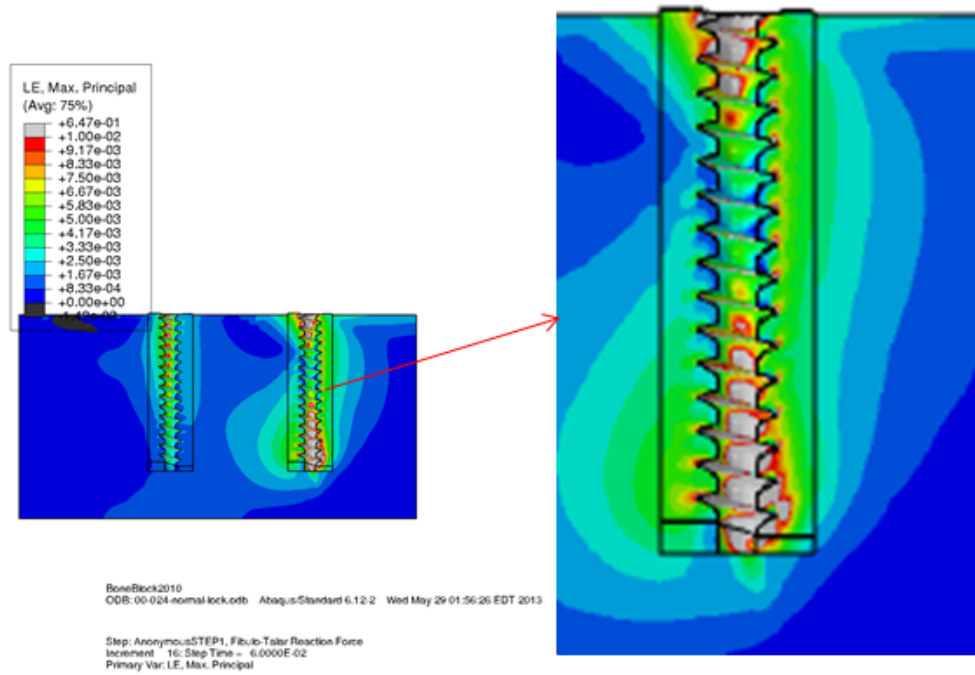 LE, Max. Principal
(Avg: 75%)
+6.47e-01
+1.00e-02
+9.17e-03
+8.33e-03
+7.50e-03
+6.67e-03
+5.83e-03
+5.00e-03
+4.17e-03
+3.33e-03
+2.50e-03
+1.67e-03
+8.33e-04
+0.00e+00
BoneBlock2010
ODB: 00-024-normal-lock.odb Abaqus/Standard 6.12-2 Wed May 29 01:56:26 EDT 2013
Step: AnonymousSTEP1, Fibulo-Talar Reaction Force
Increment 16: Step Time = 6.0000E-02
Primary Var: LE, Max. Principal